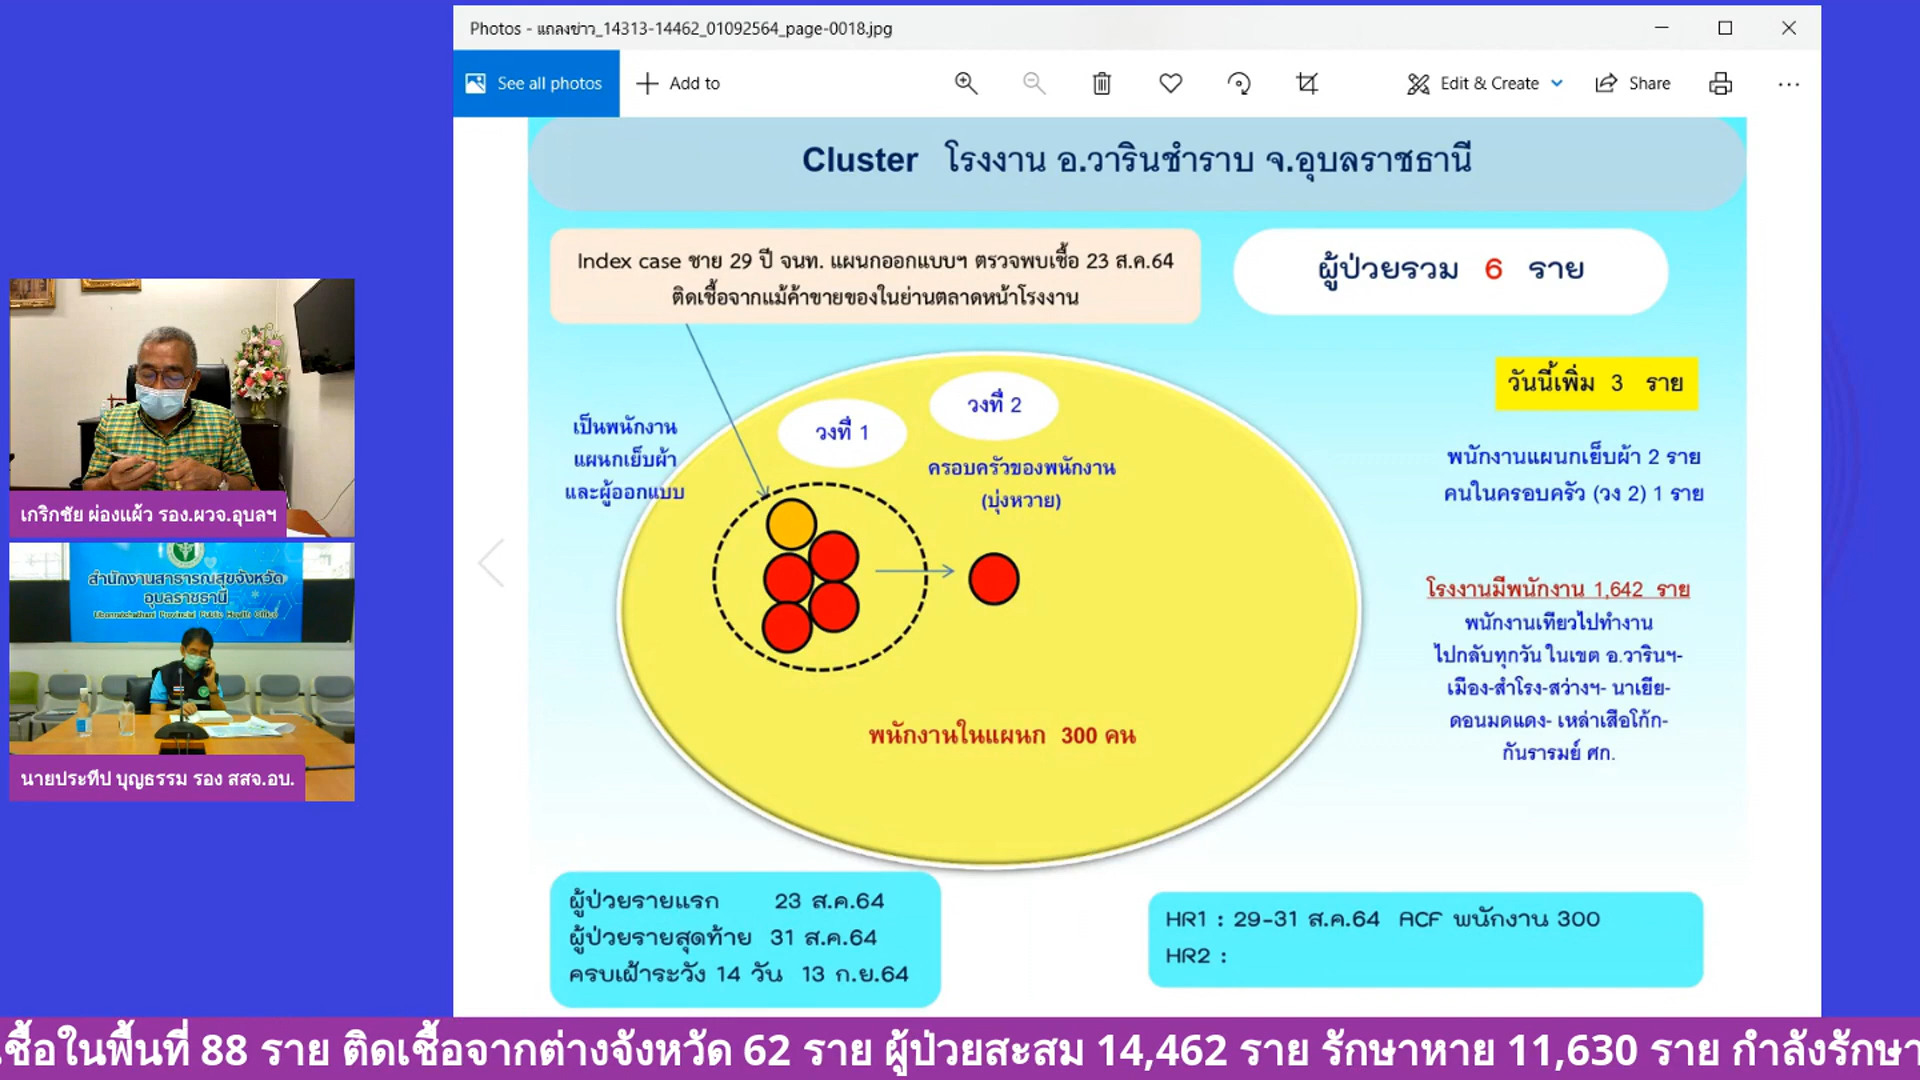 Photos - แถลงข่าว_14313-14462_01092564_page-0018.jpg
See all photos
Add to
Edit & Create
Share
Cluster โรงงาน อ.วารินชำราบ จ.อุบลราชธานี
Index case ชาย 29 ปี จนท. แผนกออกแบบฯ ตรวจพบเชื้อ 23 ส.ค.64
ติดเชื้อจากแม้ค้าขายของในย่านตลาดหน้าโรงงาน
ผู้ป่วยรวม 6 ราย
วันนี้เพิ่ม 3 ราย
พนักงานแผนกเย็บผ้า 2 ราย
คนในครอบครัว (วง 2) 1 ราย
เป็นพนักงาน
แผนกเย็บผ้า
และผู้ออกแบบ
วงที่ 1
วงที่ 2
ครอบครัวของพนักงาน
(บุ่งหวาย)
พนักงานในแผนก 300 คน
โรงงานมีพนักงาน 1,642 ราย
พนักงานเทียวไปทำงาน
ไปกลับทุกวัน ในเขต อ.วารินฯ-
เมือง-สำโรง-สว่างฯ- นาเยีย-
ดอนมดแดง- เหล่าเสือโก้ก-
กันรารมย์ ศก.
ผู้ป่วยรายแรก 23 ส.ค.64
ผู้ป่วยรายสุดท้าย 31 ส.ค.64
ครบเฝ้าระวัง 14 วัน 13 ก.ย.64
HR1 : 29-31 ส.ค.64 ACF พนักงาน 300
HR2 :
เกริกชัย ผ่องแผ้ว รอง.ผวจ.อุบลฯ
สำนักงานสาธารณสุขจังหวัด
อุบลราชธานี
Provincial Public Health Office
นายประทีป บุญธรรม รอง สสจ.อบ.
เชื้อในพื้นที่ 88 ราย ติดเชื้อจากต่างจังหวัด 62 ราย ผู้ป่วยสะสม 14,462 ราย รักษาหาย 11,630 ราย กำลังรักษา